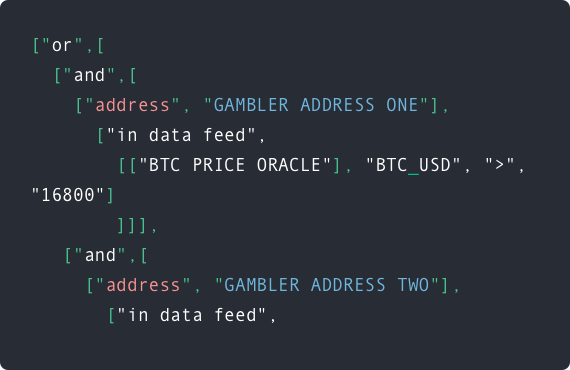 ["or",[
["and",[
["address", "GAMBLER ADDRESS ONE"],
["in data feed",
[["BTC PRICE ORACLE"], "BTC_USD", ">",
"16800"]
]]],
["and",[
["address", "GAMBLER ADDRESS TWO"],
["in data feed",